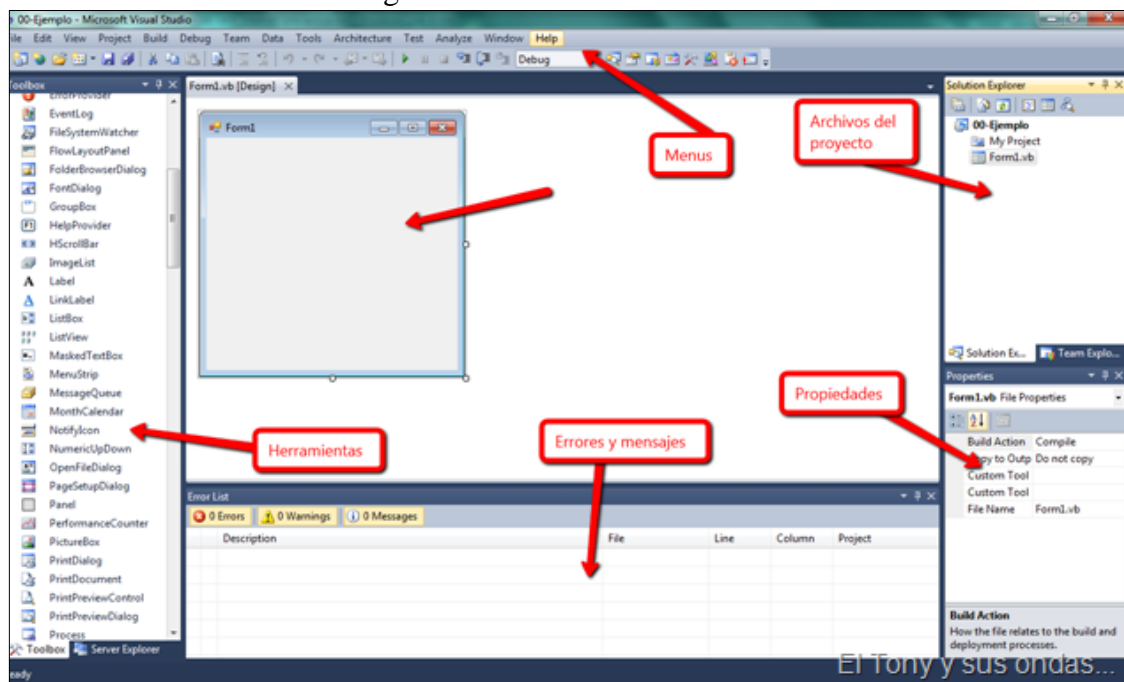 00-Ejemplo - Microsoft Visual Studio
Edit View Project Build Debug Team Data Tools Architecture Test Analyze Window Help
Debug
Toolbox
ErrorProvider
EventLog
FileSystemWatcher
FlowLayoutPanel
FolderBrowserDialog
FontDialog
GroupBox
HelpProvider
HScrollBar
ImageList
Label
LinkLabel
ListBox
ListView
MaskedTextBox
MenuStrip
MessageQueue
MonthCalendar
NotifyIcon
NumericUpDown
OpenFileDialog
PageSetupDialog
Panel
PerformanceCounter
PictureBox
PrintDialog
PrintDocument
PrintPreviewControl
PrintPreviewDialog
Process
Toolbox Server Explorer
Form1.vb [Design]
Form1
Menus
Archivos del
proyecto
Herramientas
Errores y mensajes
Propiedades
Error List
0 Errors 0 Warnings 0 Messages
Description File Line Column Project
Solution Explorer
00-Ejemplo
My Project
Form1.vb
Solution Ex... Team Explo...
Properties
Form1.vb File Properties
Build Action Compile
Copy to Outp Do not copy
Custom Tool
Custom Tool
File Name Form1.vb
Build Action
How the file relates to the build and
deployment processes.
El Tony y sus ondas...